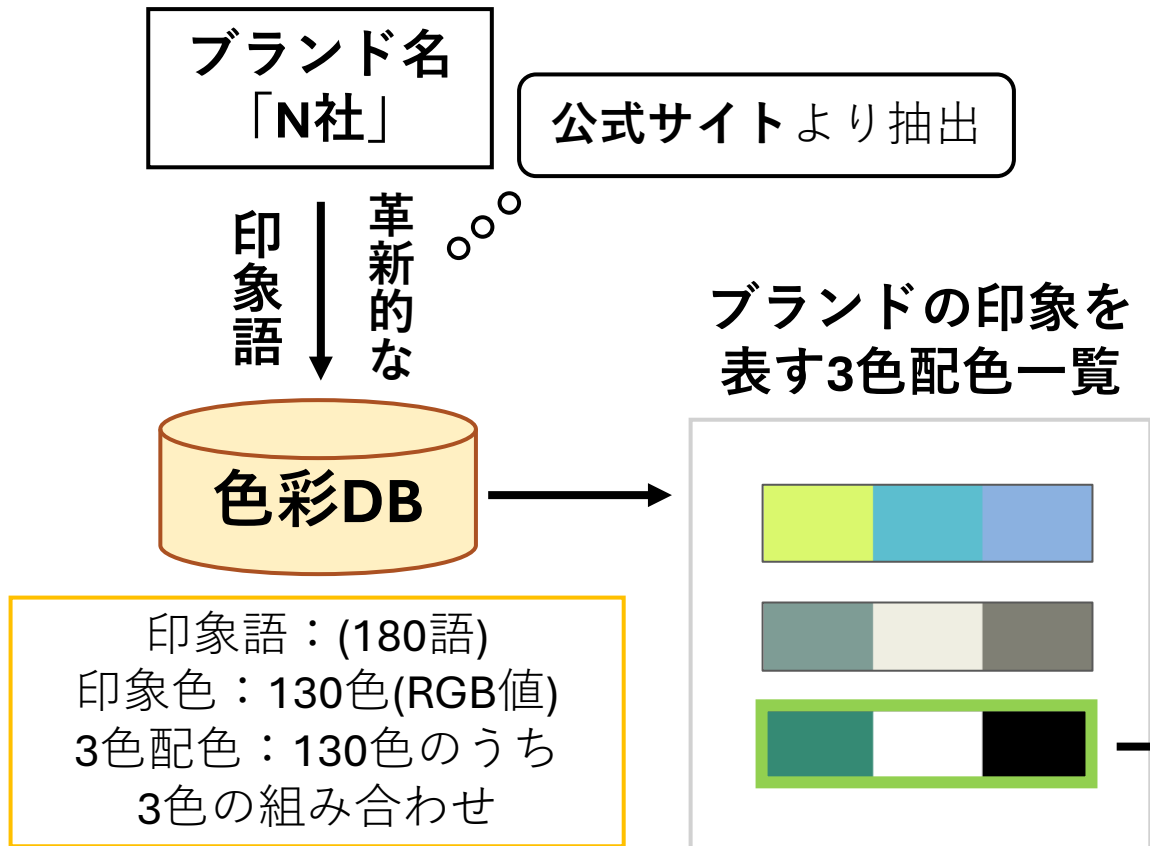 ブランド名
「N社」
公式サイトより抽出
印象語
革新的な
ブランドの印象を
表す3色配色一覧
色彩DB
印象語：(180語)
印象色：130色(RGB値)
3色配色：130色のうち
3色の組み合わせ